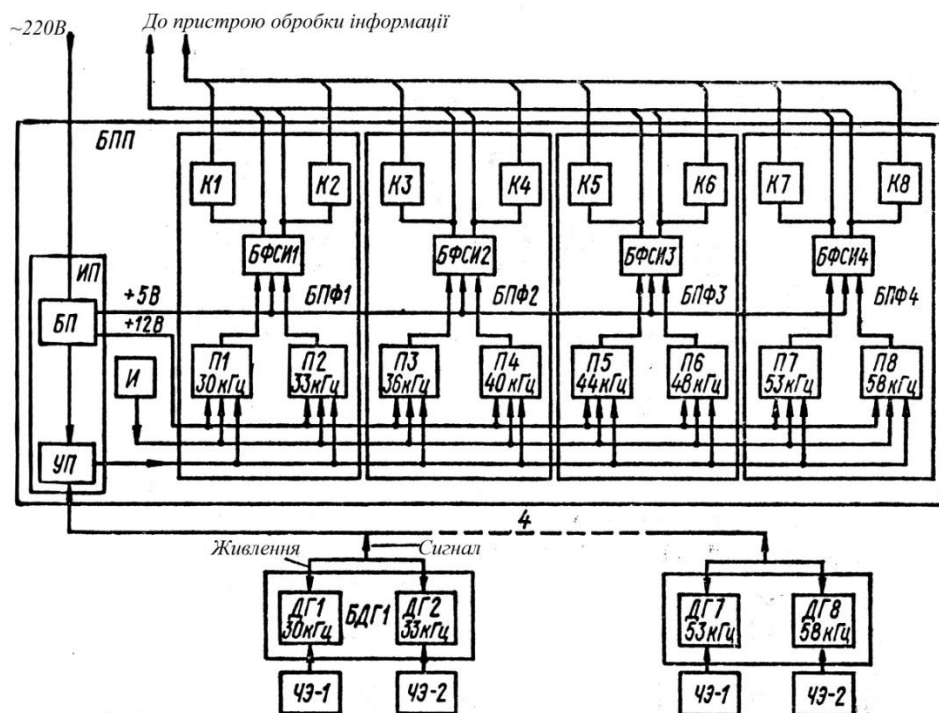 ~220В
До пристрою обробки інформації
БПП
К1
К2
К3
К4
К5
К6
К7
К8
БФСИ1
БФСИ2
БФСИ3
БФСИ4
ИП
+5В
БПФ1
БПФ2
БПФ3
БПФ4
БП
+12В
И
П1
30кГц
П2
33кГц
П3
36кГц
П4
40кГц
П5
44кГц
П6
48кГц
П7
53кГц
П8
58кГц
УП
4
Живлення
Сигнал
ДГ1
30кГц
БДГ1
ДГ2
33кГц
ДГ7
53кГц
ДГ8
58кГц
ЧЭ-1
ЧЭ-2
ЧЭ-1
ЧЭ-2